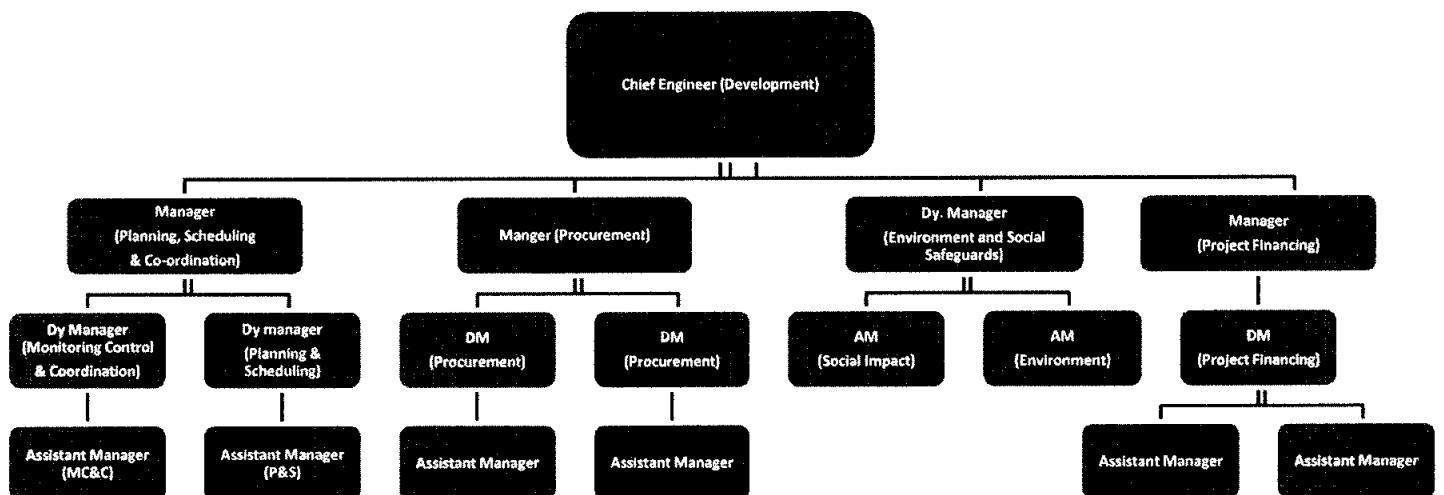 Chief Engineer (Development)
Manager
(Planning, Scheduling
& Co-ordination)
Manger (Procurement)
Dy. Manager
(Environment and Social
Safeguards)
Manager
(Project Financing)
Dy Manager
(Monitoring Control
& Coordination)
Dy manager
(Planning &
Scheduling)
DM
(Procurement)
DM
(Procurement)
AM
(Social Impact)
AM
(Environment)
DM
(Project Financing)
Assistant Manager
(MC&C)
Assistant Manager
(P&S)
Assistant Manager
Assistant Manager
Assistant Manager
Assistant Manager